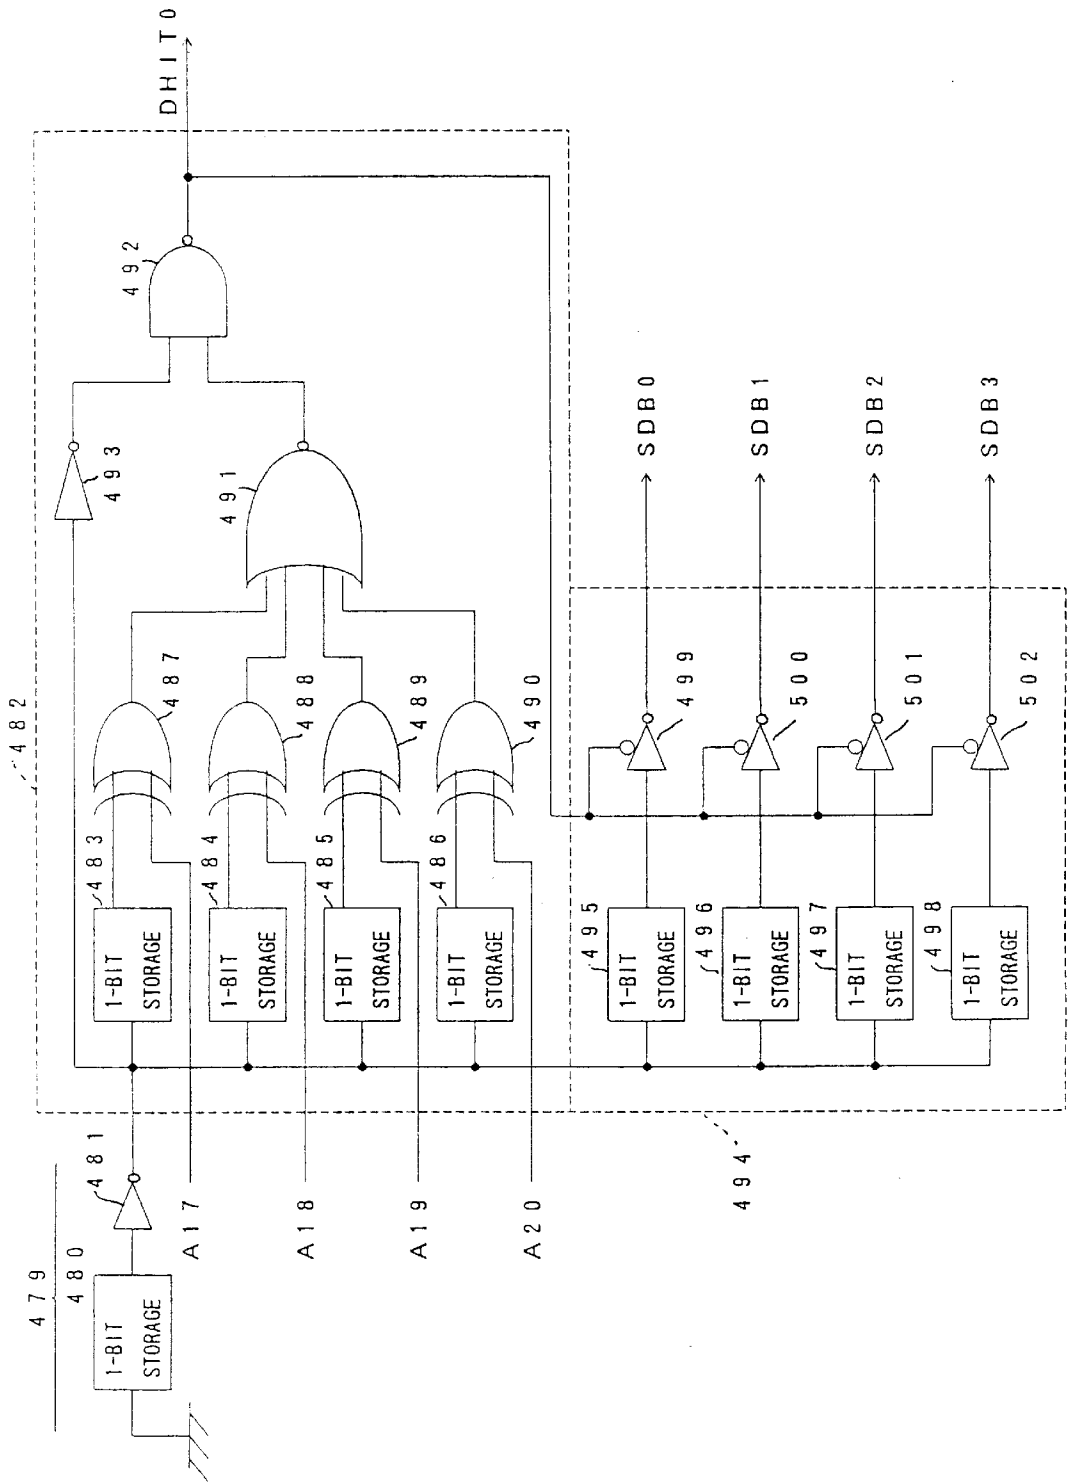 479
480
1-BIT
STORAGE
481
482
483
1-BIT
STORAGE
487
A17
484
1-BIT
STORAGE
488
A18
485
1-BIT
STORAGE
489
A19
486
1-BIT
STORAGE
490
A20
491
493
492
DHIT0
494
495
1-BIT
STORAGE
499
SDB0
496
1-BIT
STORAGE
500
SDB1
497
1-BIT
STORAGE
501
SDB2
498
1-BIT
STORAGE
502
SDB3